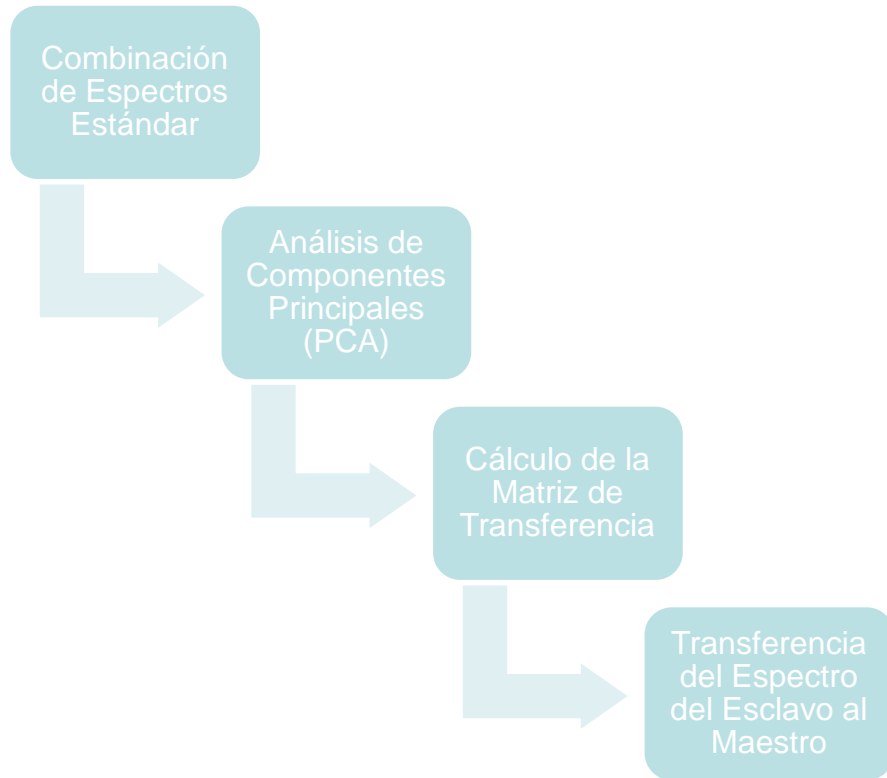 Combinación
de Espectros
Estándar
Análisis de
Componentes
Principales
(PCA)
Cálculo de la
Matriz de
Transferencia
Transferencia
del Espectro
del Esclavo al
Maestro